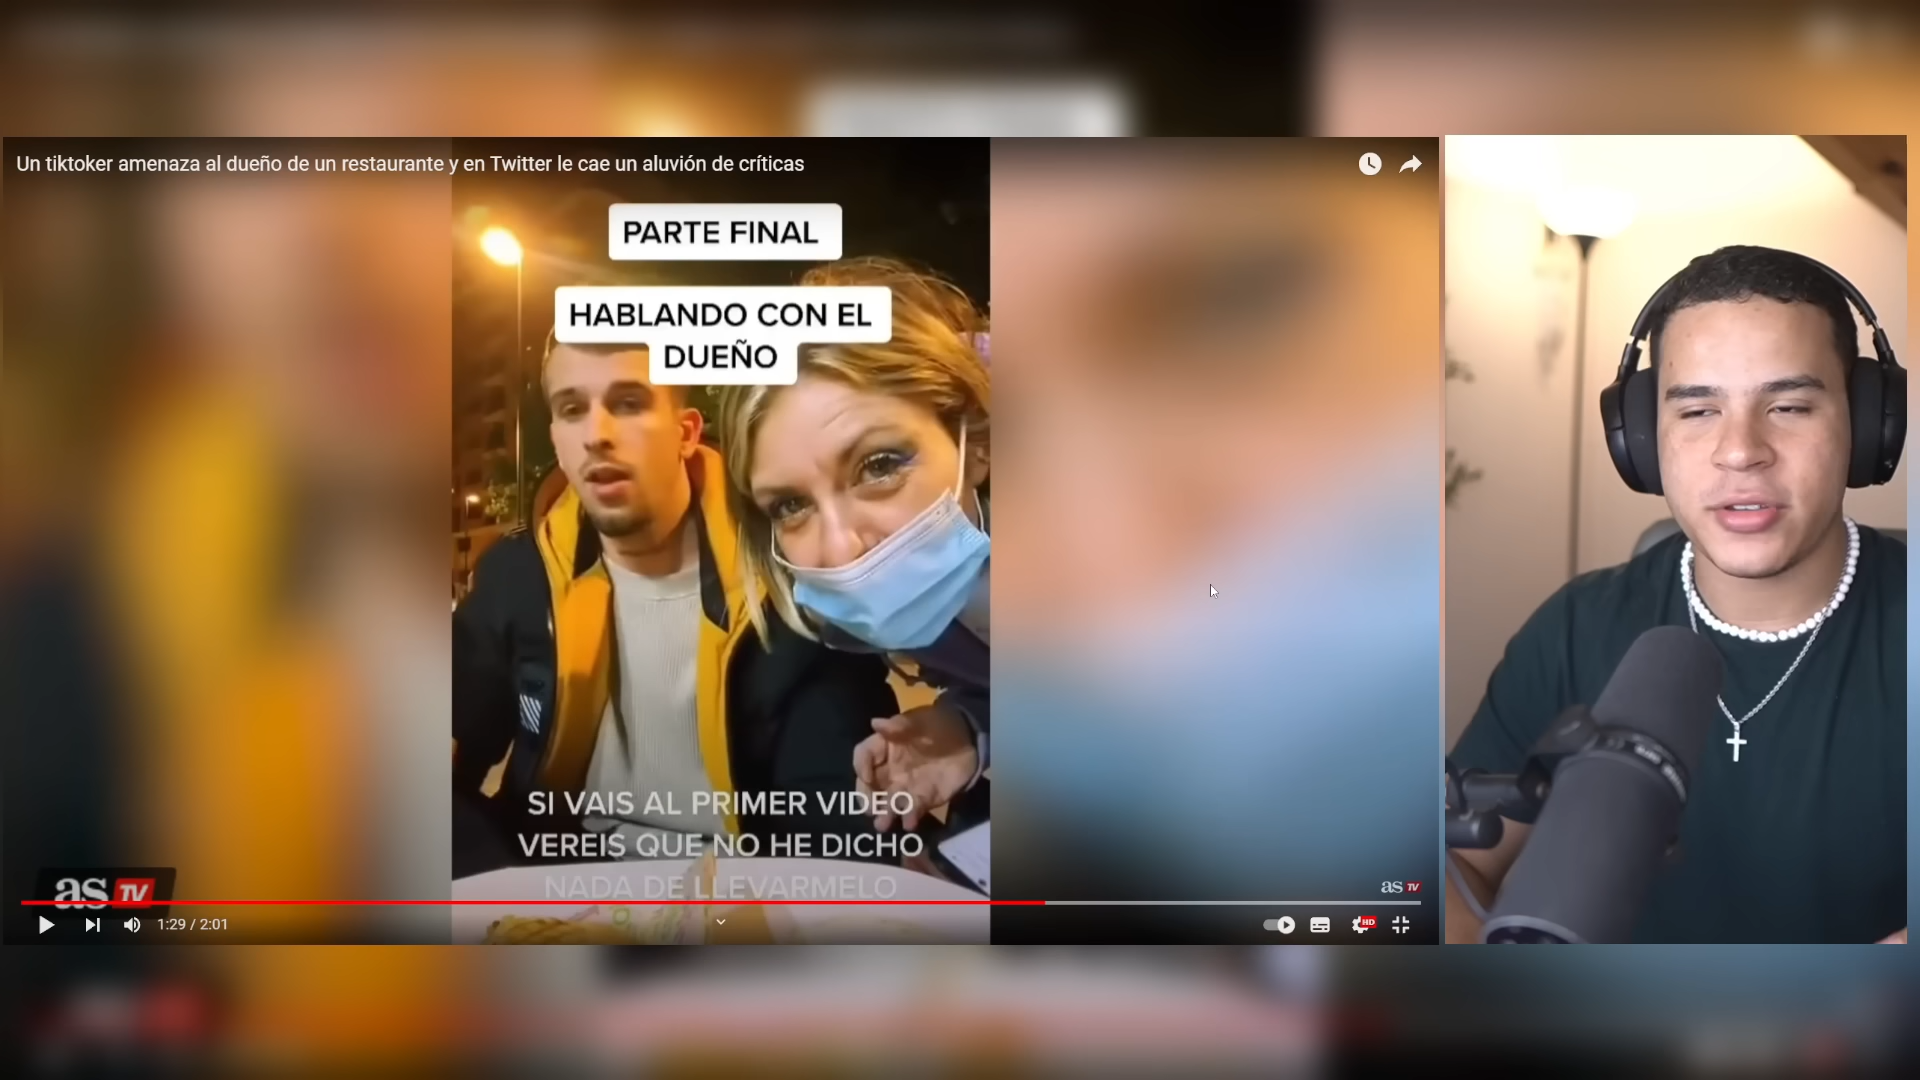 Un tiktoker amenaza al dueño de un restaurante y en Twitter le cae un aluvión de críticas
PARTE FINAL
HABLANDO CON EL
DUEÑO
SI VAIS AL PRIMER VIDEO
VEREIS QUE NO HE DICHO
NADA DE LLEVARMELO
as TV
as TV
1:29 / 2:01
HD